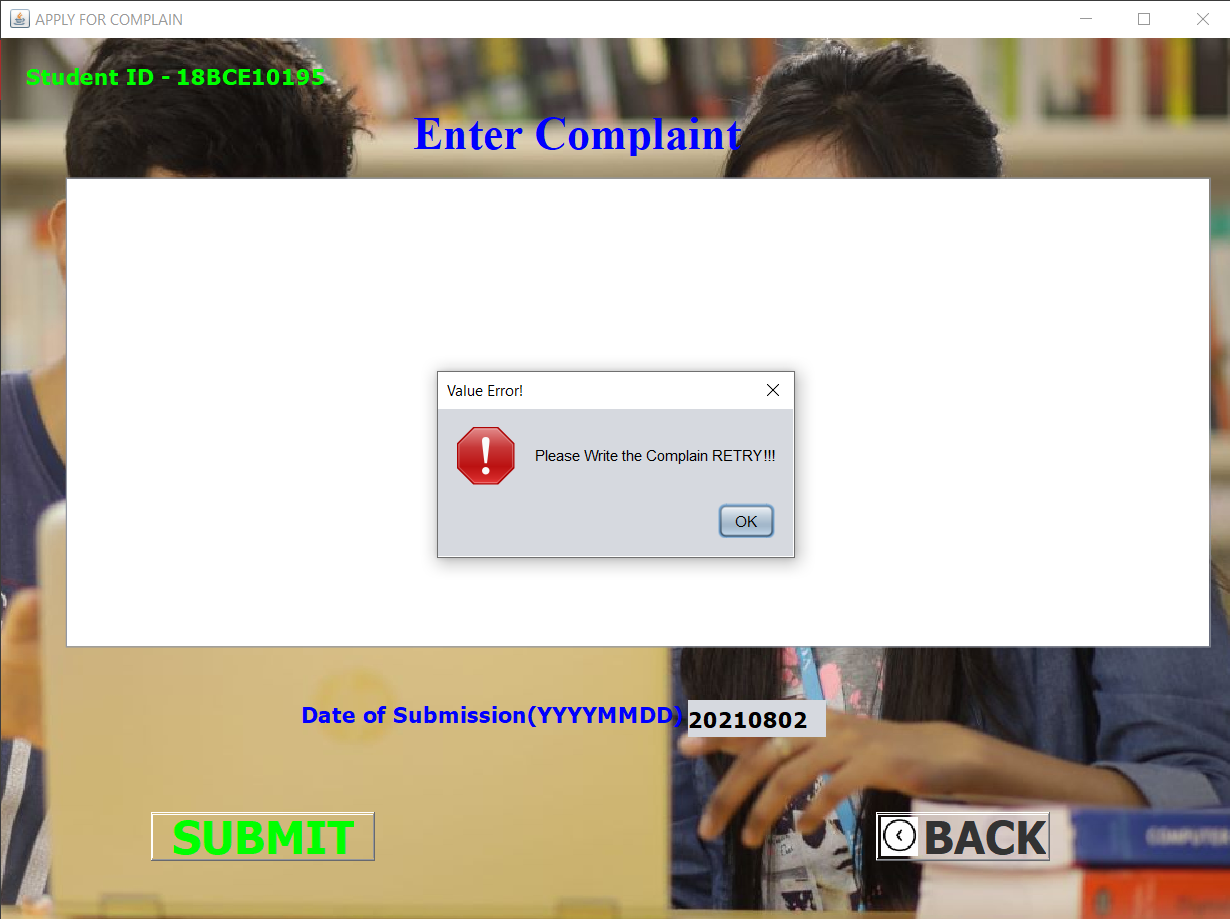 APPLY FOR COMPLAIN
Student ID - 18BCE10195
Enter Complaint
Value Error!
Please Write the Complain RETRY!!!
OK
Date of Submission(YYYYMMDD) 20210802
SUBMIT
BACK
COMPUTER